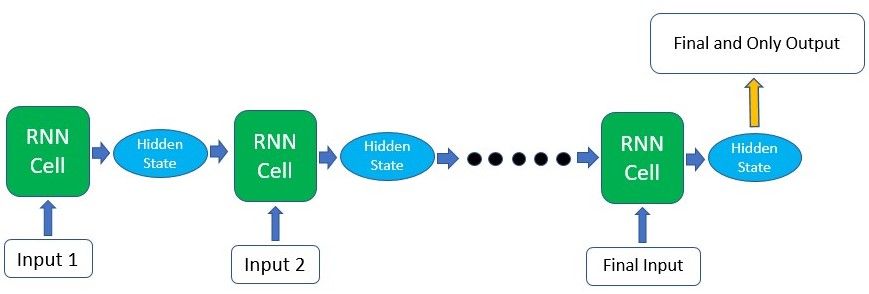 Final and Only Output
RNN
Cell
Hidden
State
RNN
Cell
Hidden
State
RNN
Cell
Hidden
State
Input 1
Input 2
Final Input